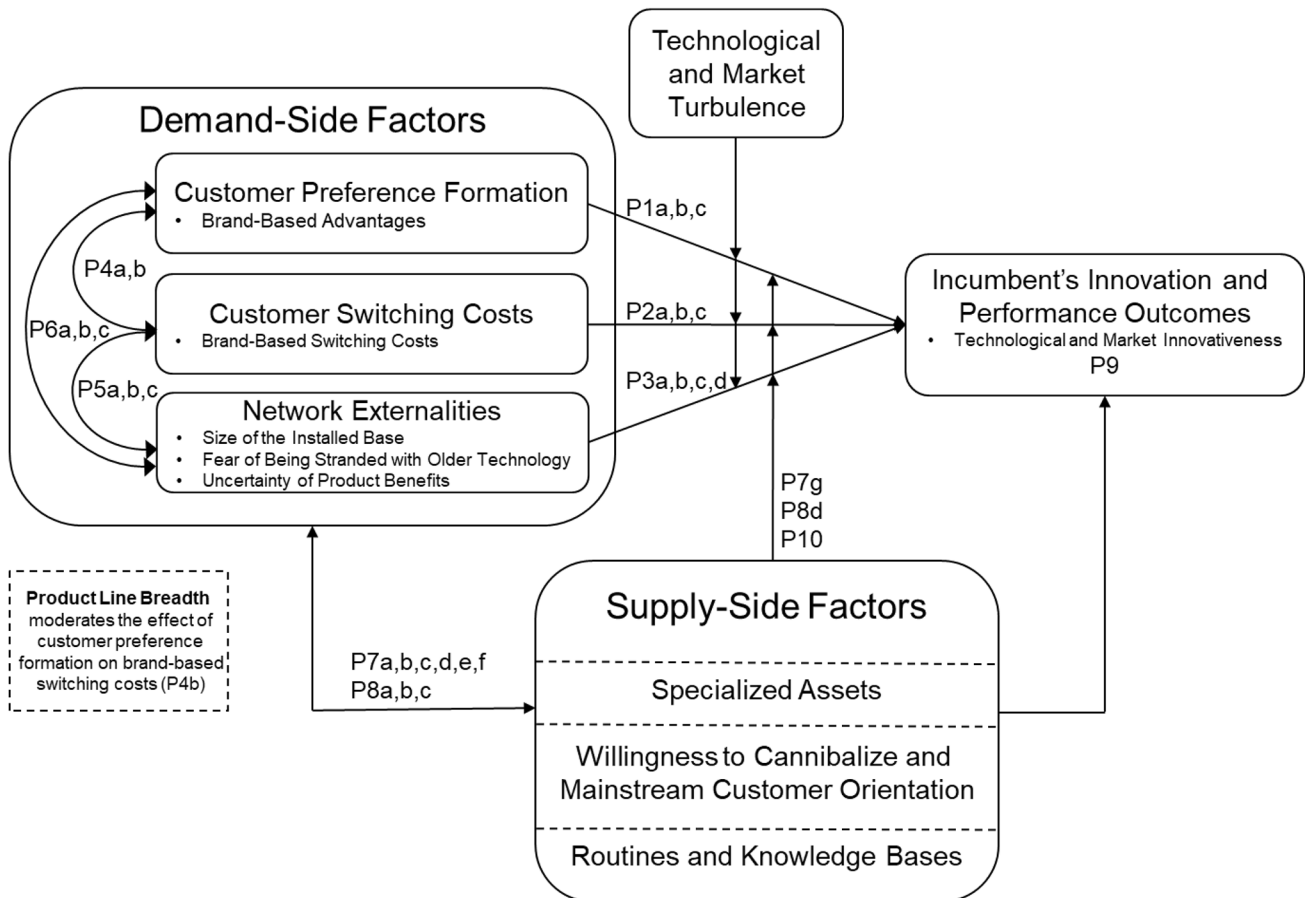 Technological
and Market
Turbulence
Demand-Side Factors
Customer Preference Formation
• Brand-Based Advantages
P1a,b,c
P4a,b
Customer Switching Costs
• Brand-Based Switching Costs
P2a,b,c
P6a,b,c
P5a,b,c
P3a,b,c,d
Network Externalities
• Size of the Installed Base
• Fear of Being Stranded with Older Technology
• Uncertainty of Product Benefits
Incumbent's Innovation and
Performance Outcomes
• Technological and Market Innovativeness
P9
P7g
P8d
P10
Product Line Breadth
moderates the effect of
customer preference
formation on brand-based
switching costs (P4b)
P7a,b,c,d,e,f
P8a,b,c
Supply-Side Factors
Specialized Assets
Willingness to Cannibalize and
Mainstream Customer Orientation
Routines and Knowledge Bases